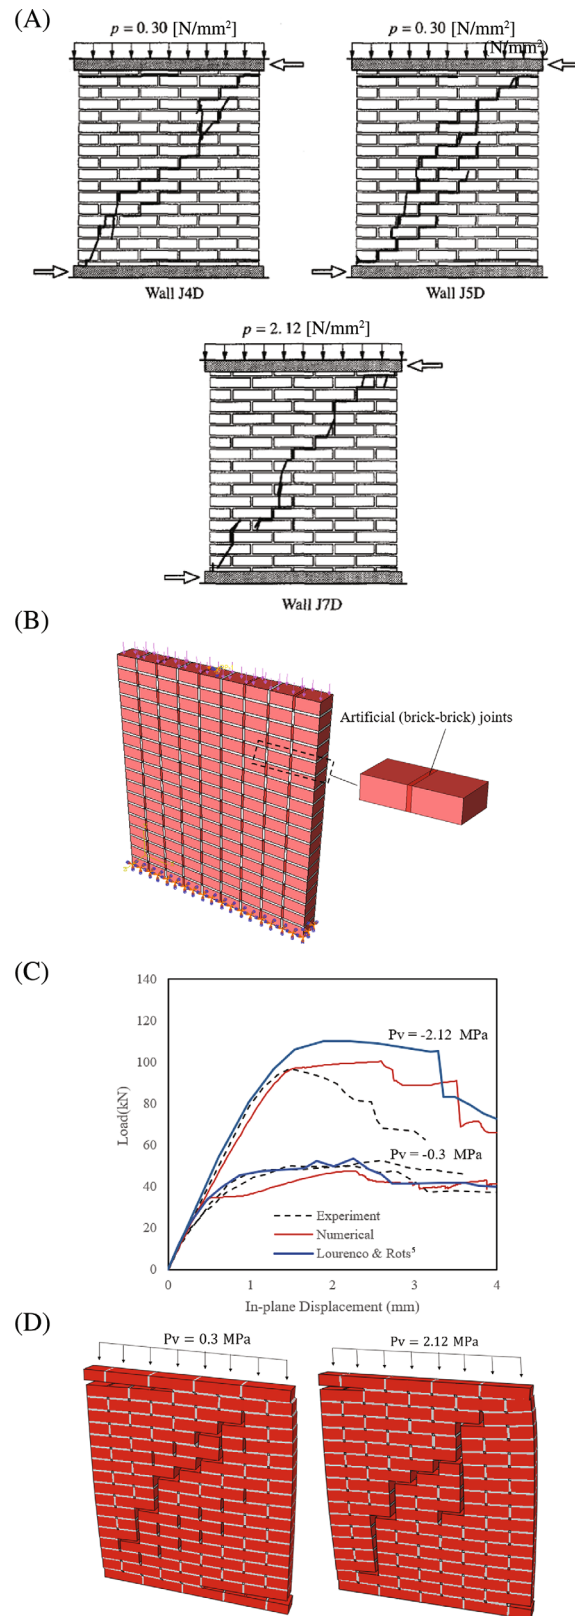 (A)
p = 0.30 [N/mm²]
p = 0.30 [N/mm²]
(N/mm²)
Wall J4D
Wall J5D
p = 2.12 [N/mm²]
Wall J7D
(B)
Artificial (brick-brick) joints
(C)
140
120
100
80
60
40
20
0
Load(kN)
Pv = -2.12 MPa
Pv = -0.3 MPa
Experiment
Numerical
Lourenco & Rots⁵
0 1 2 3 4
In-plane Displacement (mm)
(D)
Pv = 0.3 MPa
Pv = 2.12 MPa